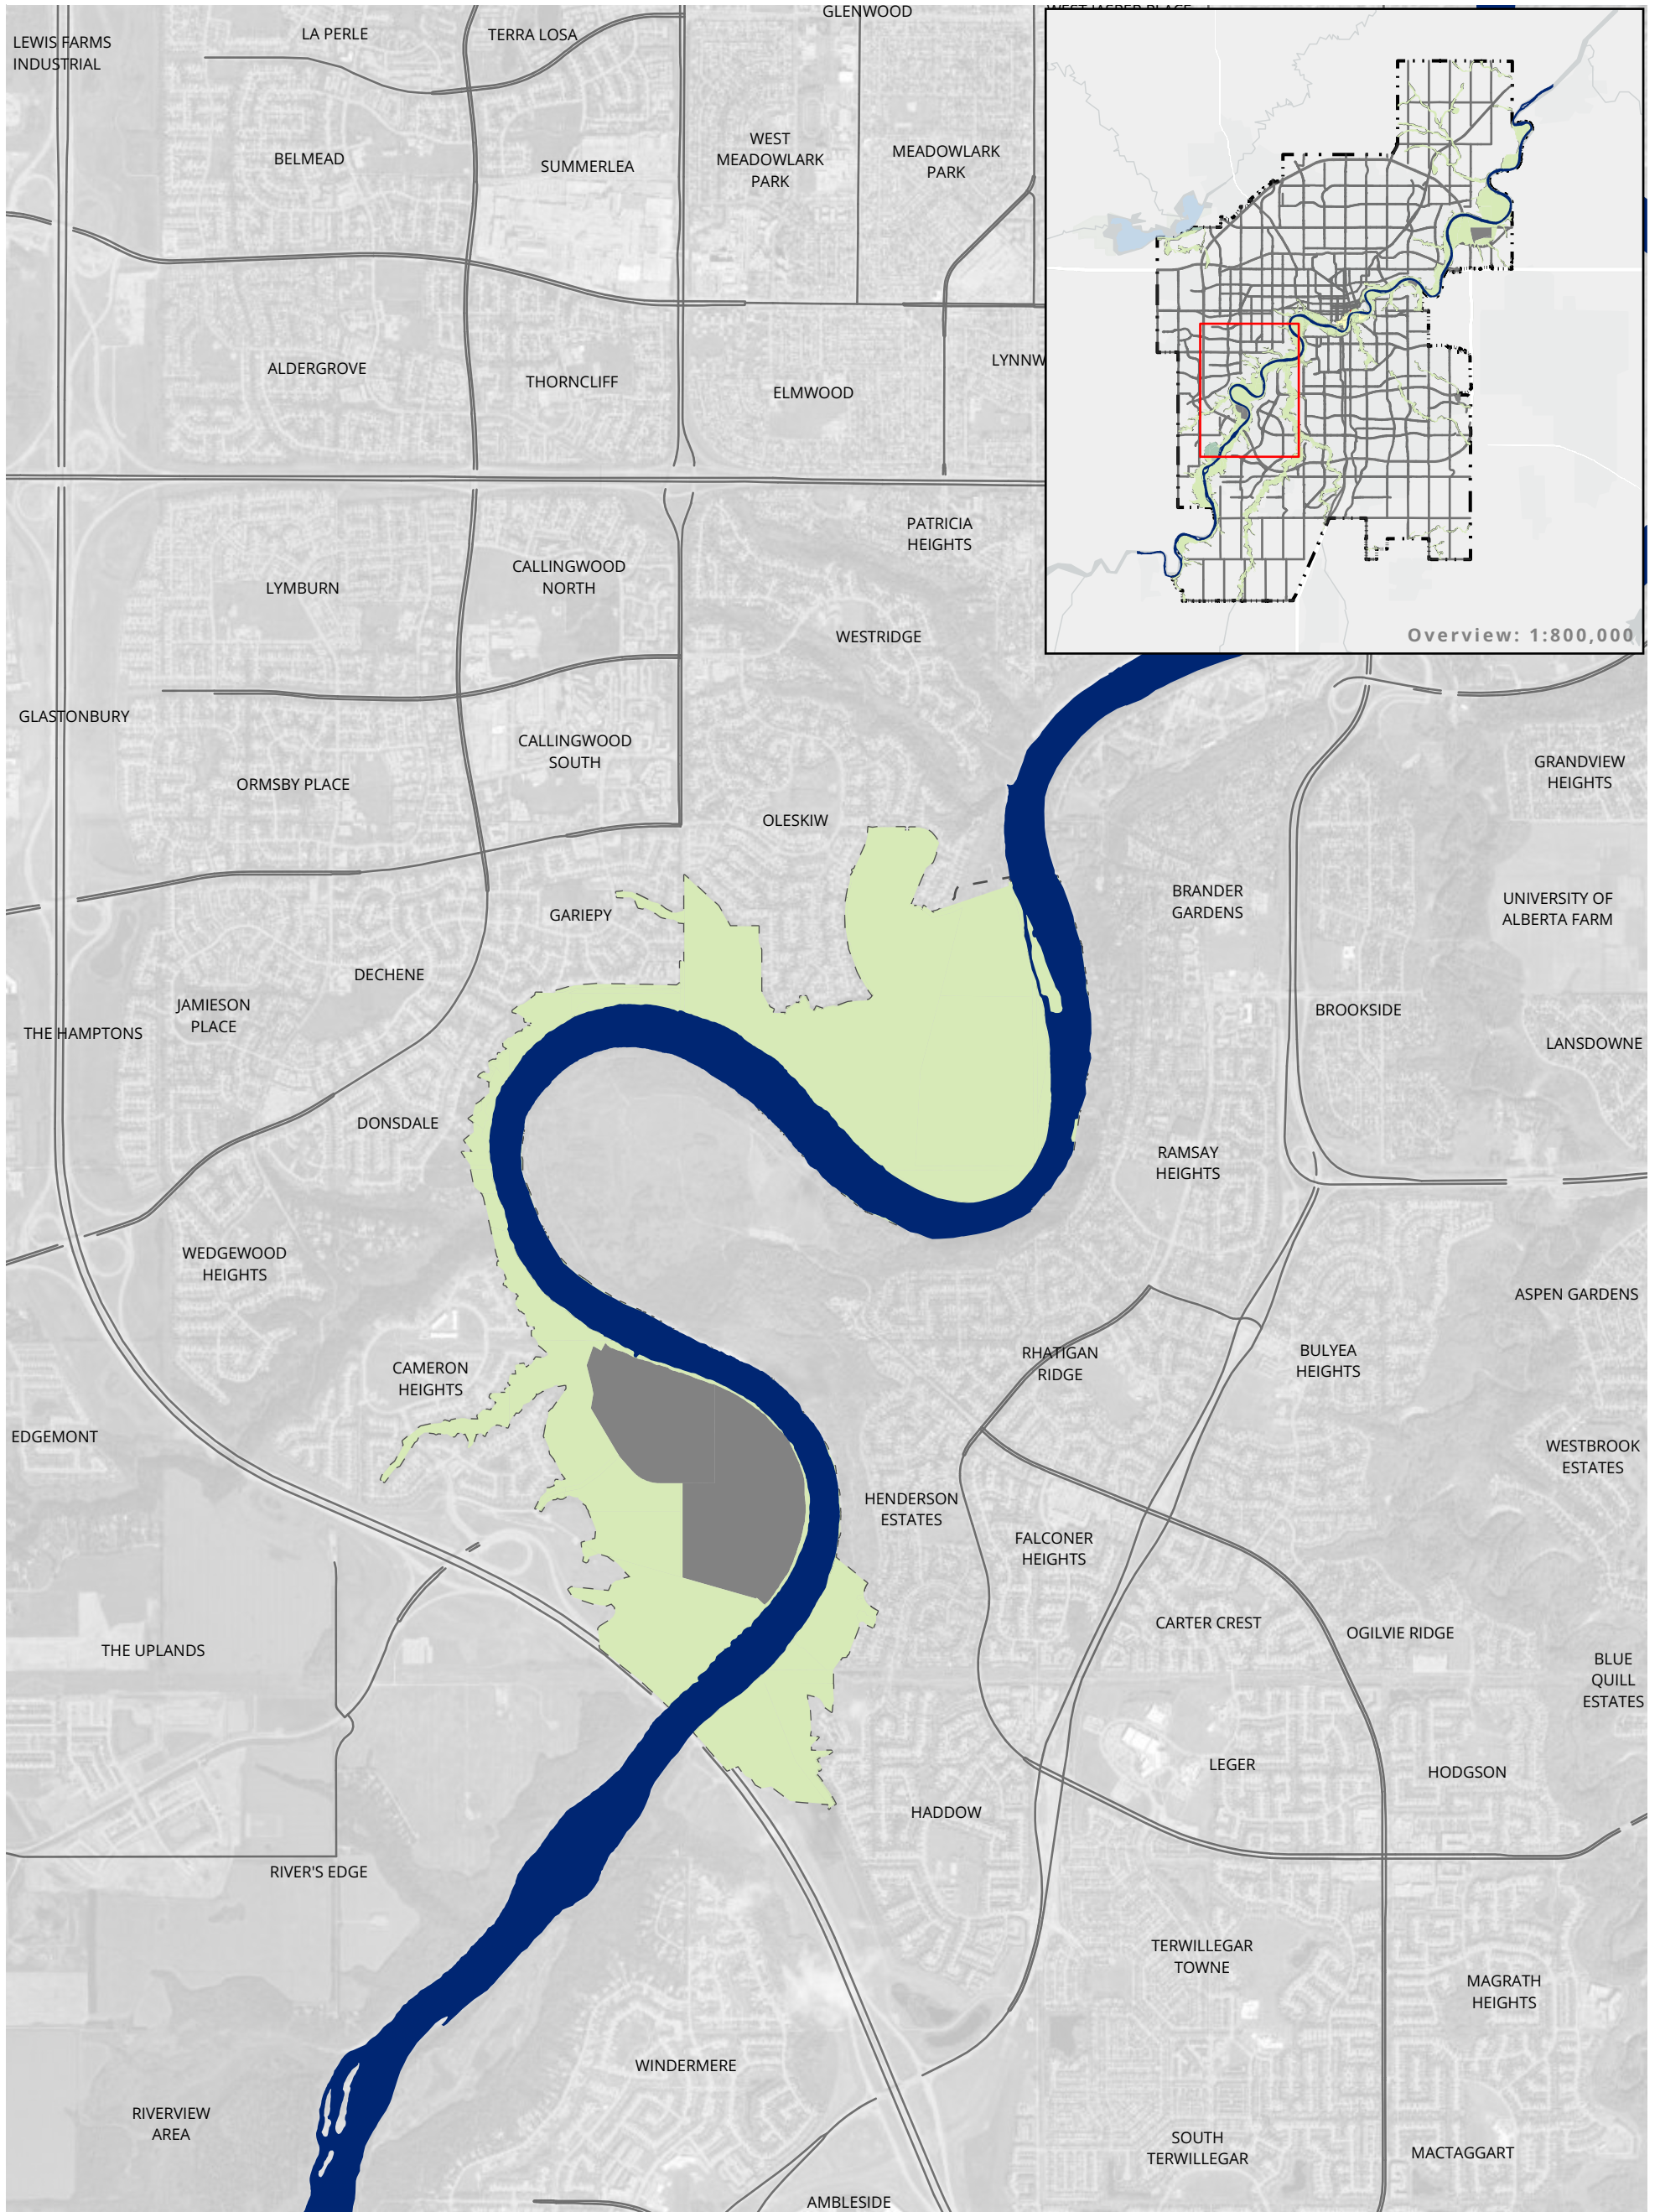 GLENWOOD
WEST JASPER PLACE
LEWIS FARMS
INDUSTRIAL
LA PERLE
TERRA LOSA
BELMEAD
SUMMERLEA
WEST
MEADOWLARK
PARK
MEADOWLARK
PARK
ALDERGROVE
THORNCLIFF
ELMWOOD
LYNNW
Overview: 1:800,000
PATRICIA
HEIGHTS
LYMBURN
CALLINGWOOD
NORTH
WESTRIDGE
GLASTONBURY
CALLINGWOOD
SOUTH
ORMSBY PLACE
GRANDVIEW
HEIGHTS
OLESKIW
BRANDER
GARDENS
UNIVERSITY OF
ALBERTA FARM
GARIEPY
DECHENE
JAMIESON
PLACE
THE HAMPTONS
BROOKSIDE
LANSDOWNE
DONSDALE
RAMSAY
HEIGHTS
WEDGEWOOD
HEIGHTS
ASPEN GARDENS
CAMERON
HEIGHTS
RHATIGAN
RIDGE
BULYEA
HEIGHTS
EDGEMONT
WESTBROOK
ESTATES
HENDERSON
ESTATES
FALCONER
HEIGHTS
THE UPLANDS
CARTER CREST
OGILVIE RIDGE
BLUE
QUILL
ESTATES
LEGER
HODGSON
HADDOW
RIVER'S EDGE
TERWILLEGAR
TOWNE
MAGRATH
HEIGHTS
WINDERMERE
RIVERVIEW
AREA
SOUTH
TERWILLEGAR
MACTAGGART
AMBLESIDE